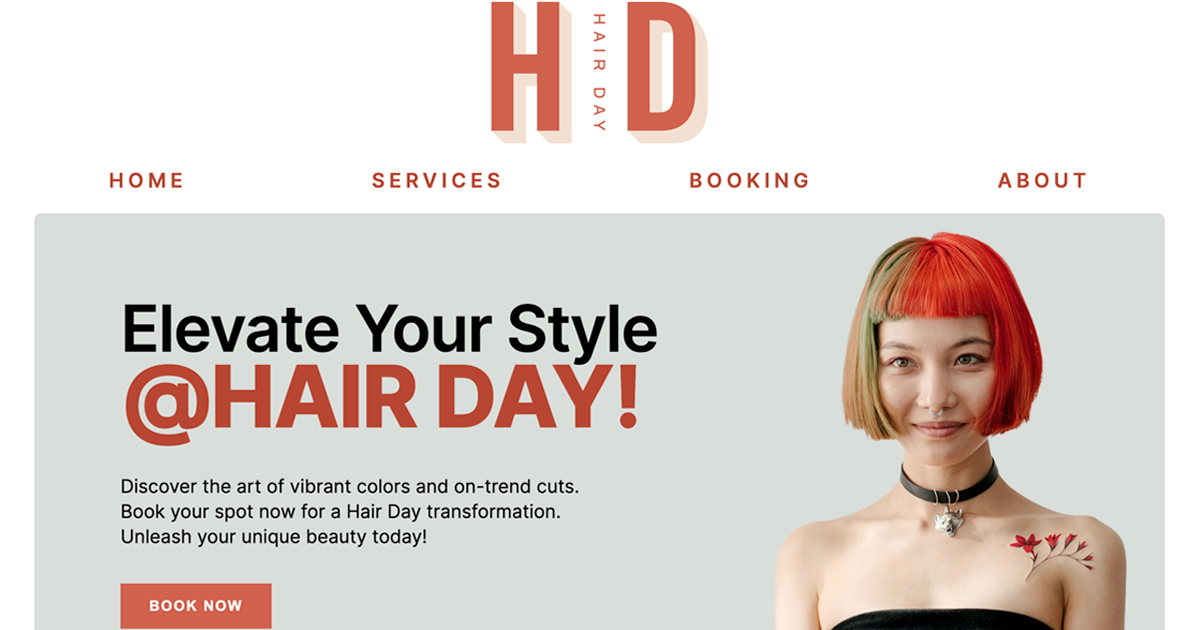 H HAIR DAY D
HOME SERVICES BOOKING ABOUT
Elevate Your Style
@HAIR DAY!
Discover the art of vibrant colors and on-trend cuts.
Book your spot now for a Hair Day transformation.
Unleash your unique beauty today!
BOOK NOW